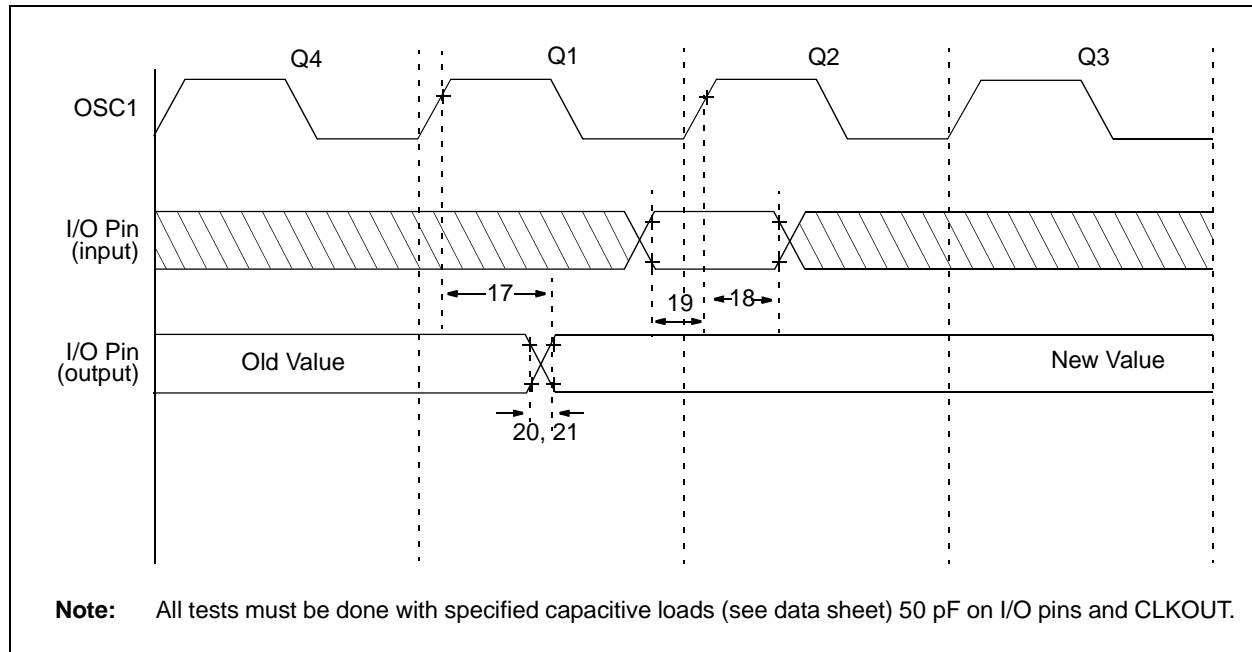 Q4 Q1 Q2 Q3
OSC1
I/O Pin
(input)
17
19
18
I/O Pin
(output)
Old Value
New Value
20, 21
Note: All tests must be done with specified capacitive loads (see data sheet) 50 pF on I/O pins and CLKOUT.